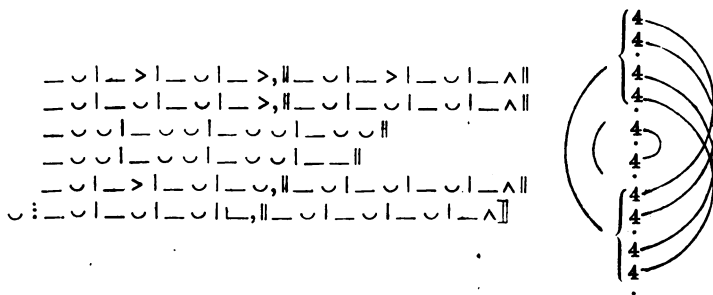 — ⏑ | — > | — ⏑ | — >, || — ⏑ | — > | — ⏑ | — ∧ ||
— ⏑ | — ⏑ | — ⏑ | — >, || — ⏑ | — ⏑ | — ⏑ | — ∧ ||
— ⏑ ⏑ | — ⏑ ⏑ | — ⏑ ⏑ | — ⏑ ⏑ ||
— ⏑ ⏑ | — ⏑ ⏑ | — ⏑ ⏑ | — — ||
— ⏑ | — > | — ⏑ | — ⏑, || — ⏑ | — ⏑ | — ⏑ | — ∧ ||
⏑ ⋮ — ⏑ | — ⏑ | — ⏑ | ∟, || — ⏑ | — ⏑ | — ⏑ | — ∧ ⟧
4
4
.
4
4
.
4
.
4
.
4
4
.
4
4
.